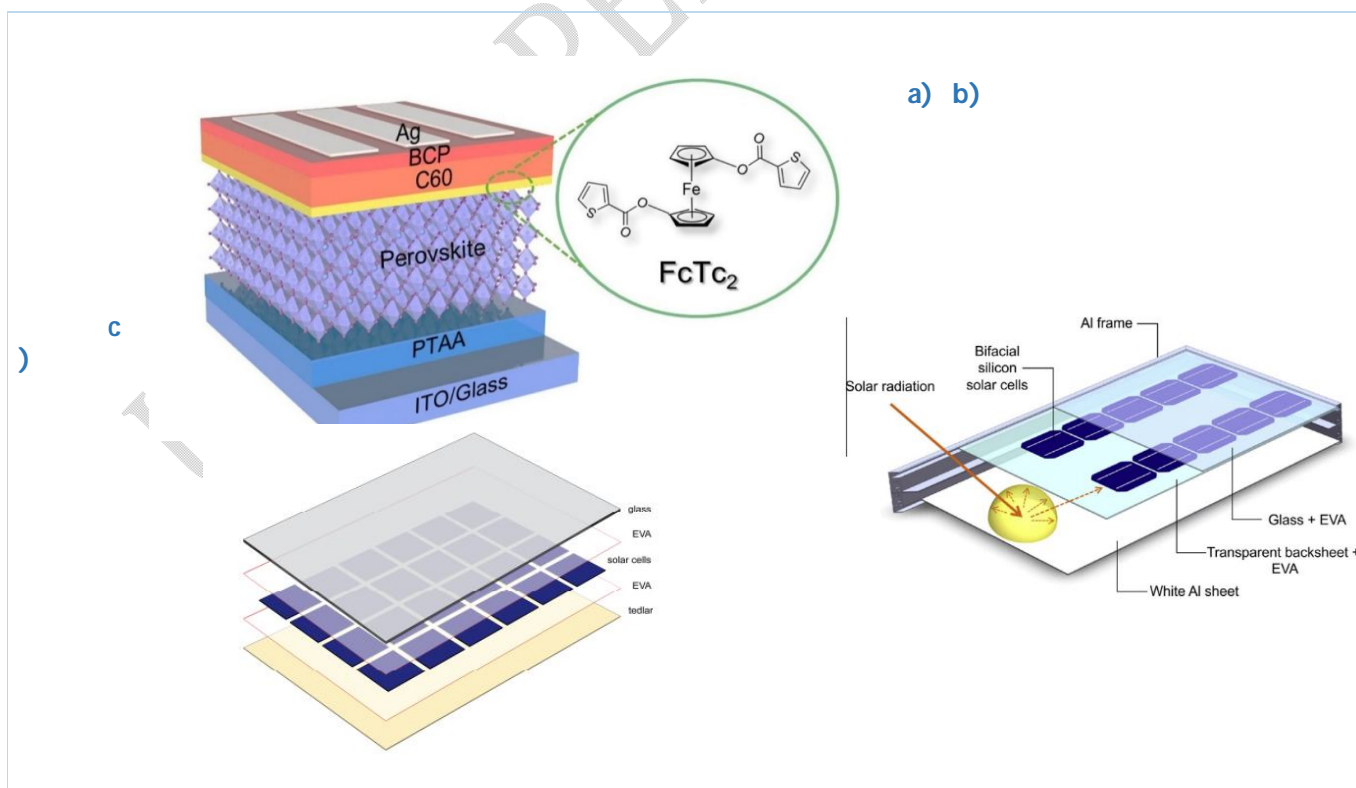 a) b)
Ag
BCP
C60
Perovskite
PTAA
ITO/Glass
O
S
O
Fe
O
S
O
FcTc₂
c
)
Al frame
Bifacial
silicon
solar cells
Solar radiation
Glass + EVA
Transparent backsheet +
EVA
White Al sheet
glass
EVA
solar cells
EVA
tedlar